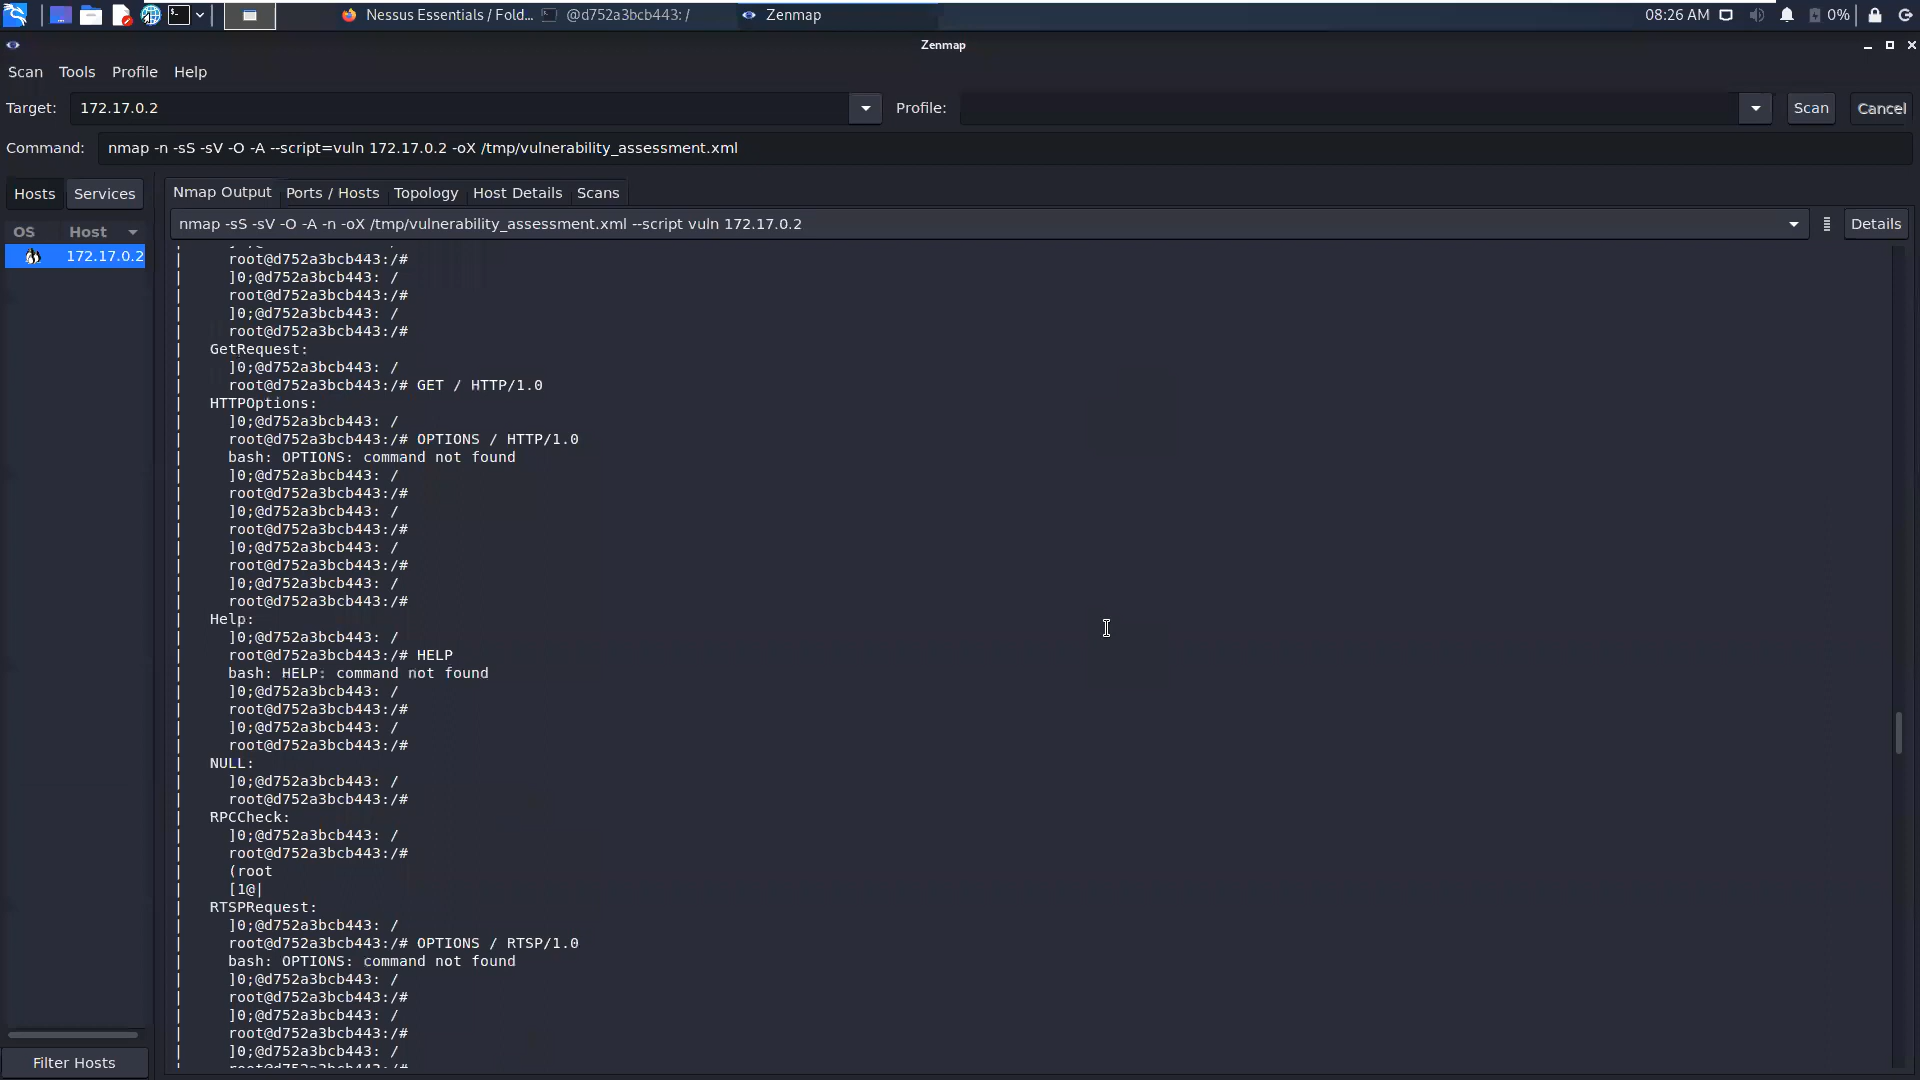 Nessus Essentials / Fold...
@d752a3bcb443: /
Zenmap
08:26 AM
0%
Zenmap
Scan Tools Profile Help
Target: 172.17.0.2 Profile: Scan Cancel
Command: nmap -n -sS -sV -O -A --script=vuln 172.17.0.2 -oX /tmp/vulnerability_assessment.xml
Hosts Services
Nmap Output Ports / Hosts Topology Host Details Scans
nmap -sS -sV -O -A -n -oX /tmp/vulnerability_assessment.xml --script vuln 172.17.0.2 Details
OS Host
172.17.0.2
| root@d752a3bcb443:/#
| ]0;@d752a3bcb443: /
| root@d752a3bcb443:/#
| ]0;@d752a3bcb443: /
| root@d752a3bcb443:/#
| GetRequest:
| ]0;@d752a3bcb443: /
| root@d752a3bcb443:/# GET / HTTP/1.0
| HTTPOptions:
| ]0;@d752a3bcb443: /
| root@d752a3bcb443:/# OPTIONS / HTTP/1.0
| bash: OPTIONS: command not found
| ]0;@d752a3bcb443: /
| root@d752a3bcb443:/#
| ]0;@d752a3bcb443: /
| root@d752a3bcb443:/#
| ]0;@d752a3bcb443: /
| root@d752a3bcb443:/#
| ]0;@d752a3bcb443: /
| root@d752a3bcb443:/#
| Help:
| ]0;@d752a3bcb443: /
| root@d752a3bcb443:/# HELP
| bash: HELP: command not found
| ]0;@d752a3bcb443: /
| root@d752a3bcb443:/#
| ]0;@d752a3bcb443: /
| root@d752a3bcb443:/#
| NULL:
| ]0;@d752a3bcb443: /
| root@d752a3bcb443:/#
| RPCCheck:
| ]0;@d752a3bcb443: /
| root@d752a3bcb443:/#
| (root
| [1@|
| RTSPRequest:
| ]0;@d752a3bcb443: /
| root@d752a3bcb443:/# OPTIONS / RTSP/1.0
| bash: OPTIONS: command not found
| ]0;@d752a3bcb443: /
| root@d752a3bcb443:/#
| ]0;@d752a3bcb443: /
| root@d752a3bcb443:/#
| ]0;@d752a3bcb443: /
Filter Hosts